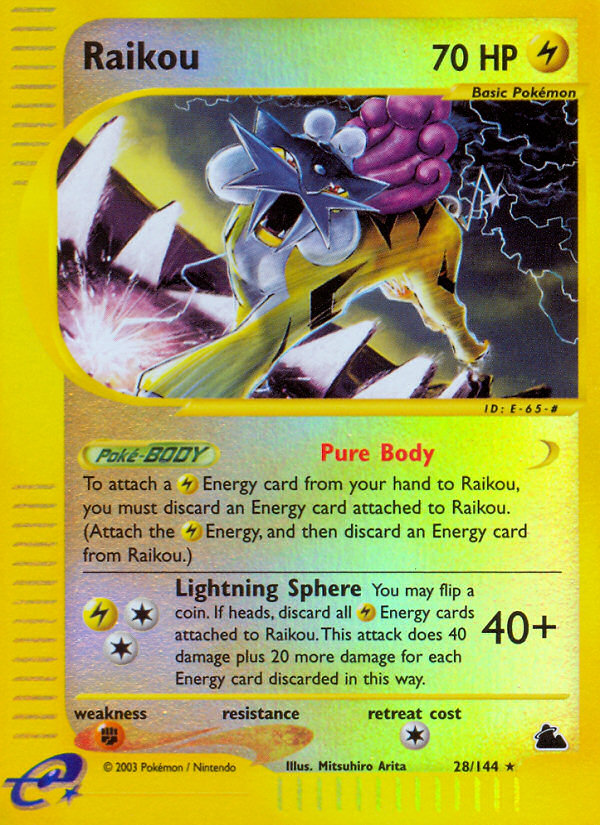 Raikou 70 HP
Basic Pokémon
ID: E-65-#
Poké-BODY Pure Body
To attach a Energy card from your hand to Raikou,
you must discard an Energy card attached to Raikou.
(Attach the Energy, and then discard an Energy card
from Raikou.)
Lightning Sphere You may flip a
coin. If heads, discard all Energy cards
attached to Raikou. This attack does 40
damage plus 20 more damage for each
Energy card discarded in this way.
40+
weakness resistance retreat cost
© 2003 Pokémon / Nintendo Illus. Mitsuhiro Arita 28/144 ★
e